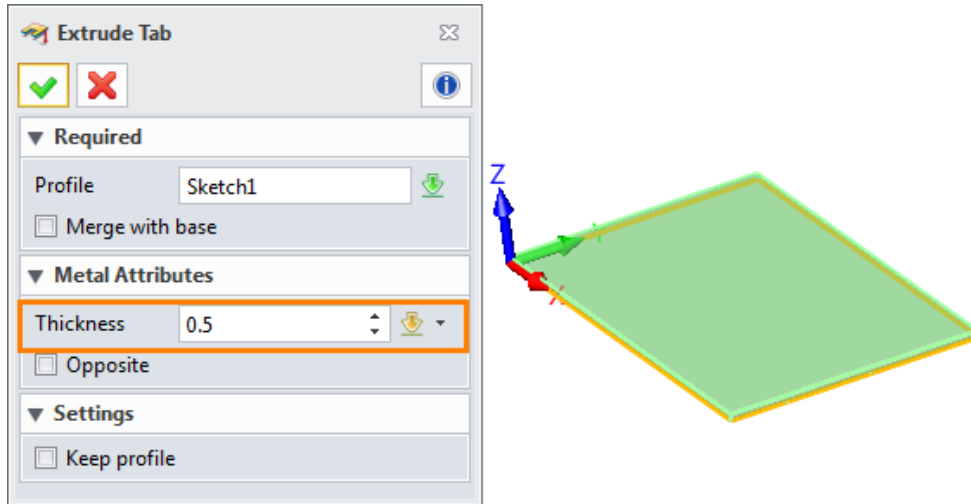 Extrude Tab
Required
Profile Sketch1
Merge with base
Metal Attributes
Thickness 0.5
Opposite
Settings
Keep profile
Z
Y
X